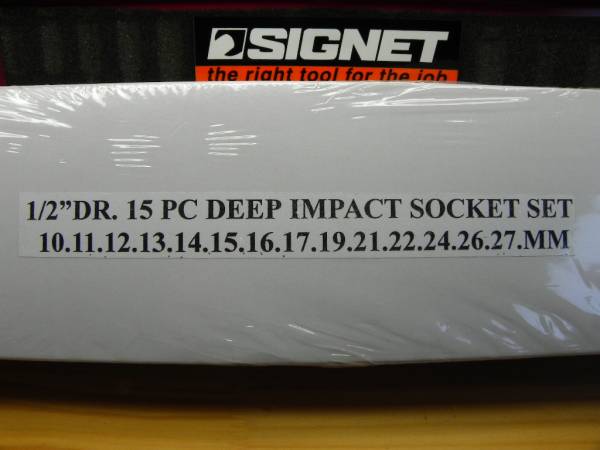 SIGNET
the right tool for the job
1/2”DR. 15 PC DEEP IMPACT SOCKET SET
10.11.12.13.14.15.16.17.19.21.22.24.26.27.MM